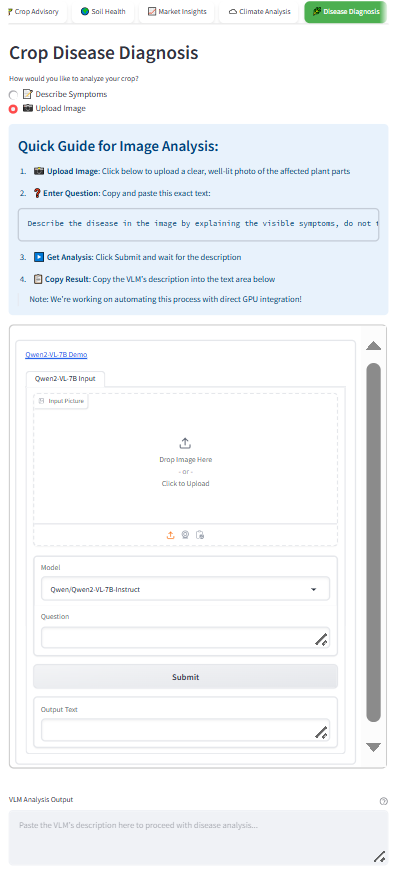 Crop Advisory
Soil Health
Market Insights
Climate Analysis
Disease Diagnosis
Crop Disease Diagnosis
How would you like to analyze your crop?
Describe Symptoms
Upload Image
Quick Guide for Image Analysis:
1. Upload Image: Click below to upload a clear, well-lit photo of the affected plant parts
2. Enter Question: Copy and paste this exact text:
Describe the disease in the image by explaining the visible symptoms, do not
3. Get Analysis: Click Submit and wait for the description
4. Copy Result: Copy the VLM's description into the text area below
Note: We're working on automating this process with direct GPU integration!
Qwen2-VL-7B Demo
Qwen2-VL-7B Input
Input Picture
Drop Image Here
- or -
Click to Upload
Model
Qwen/Qwen2-VL-7B-Instruct
Question
Submit
Output Text
VLM Analysis Output
Paste the VLM's description here to proceed with disease analysis...